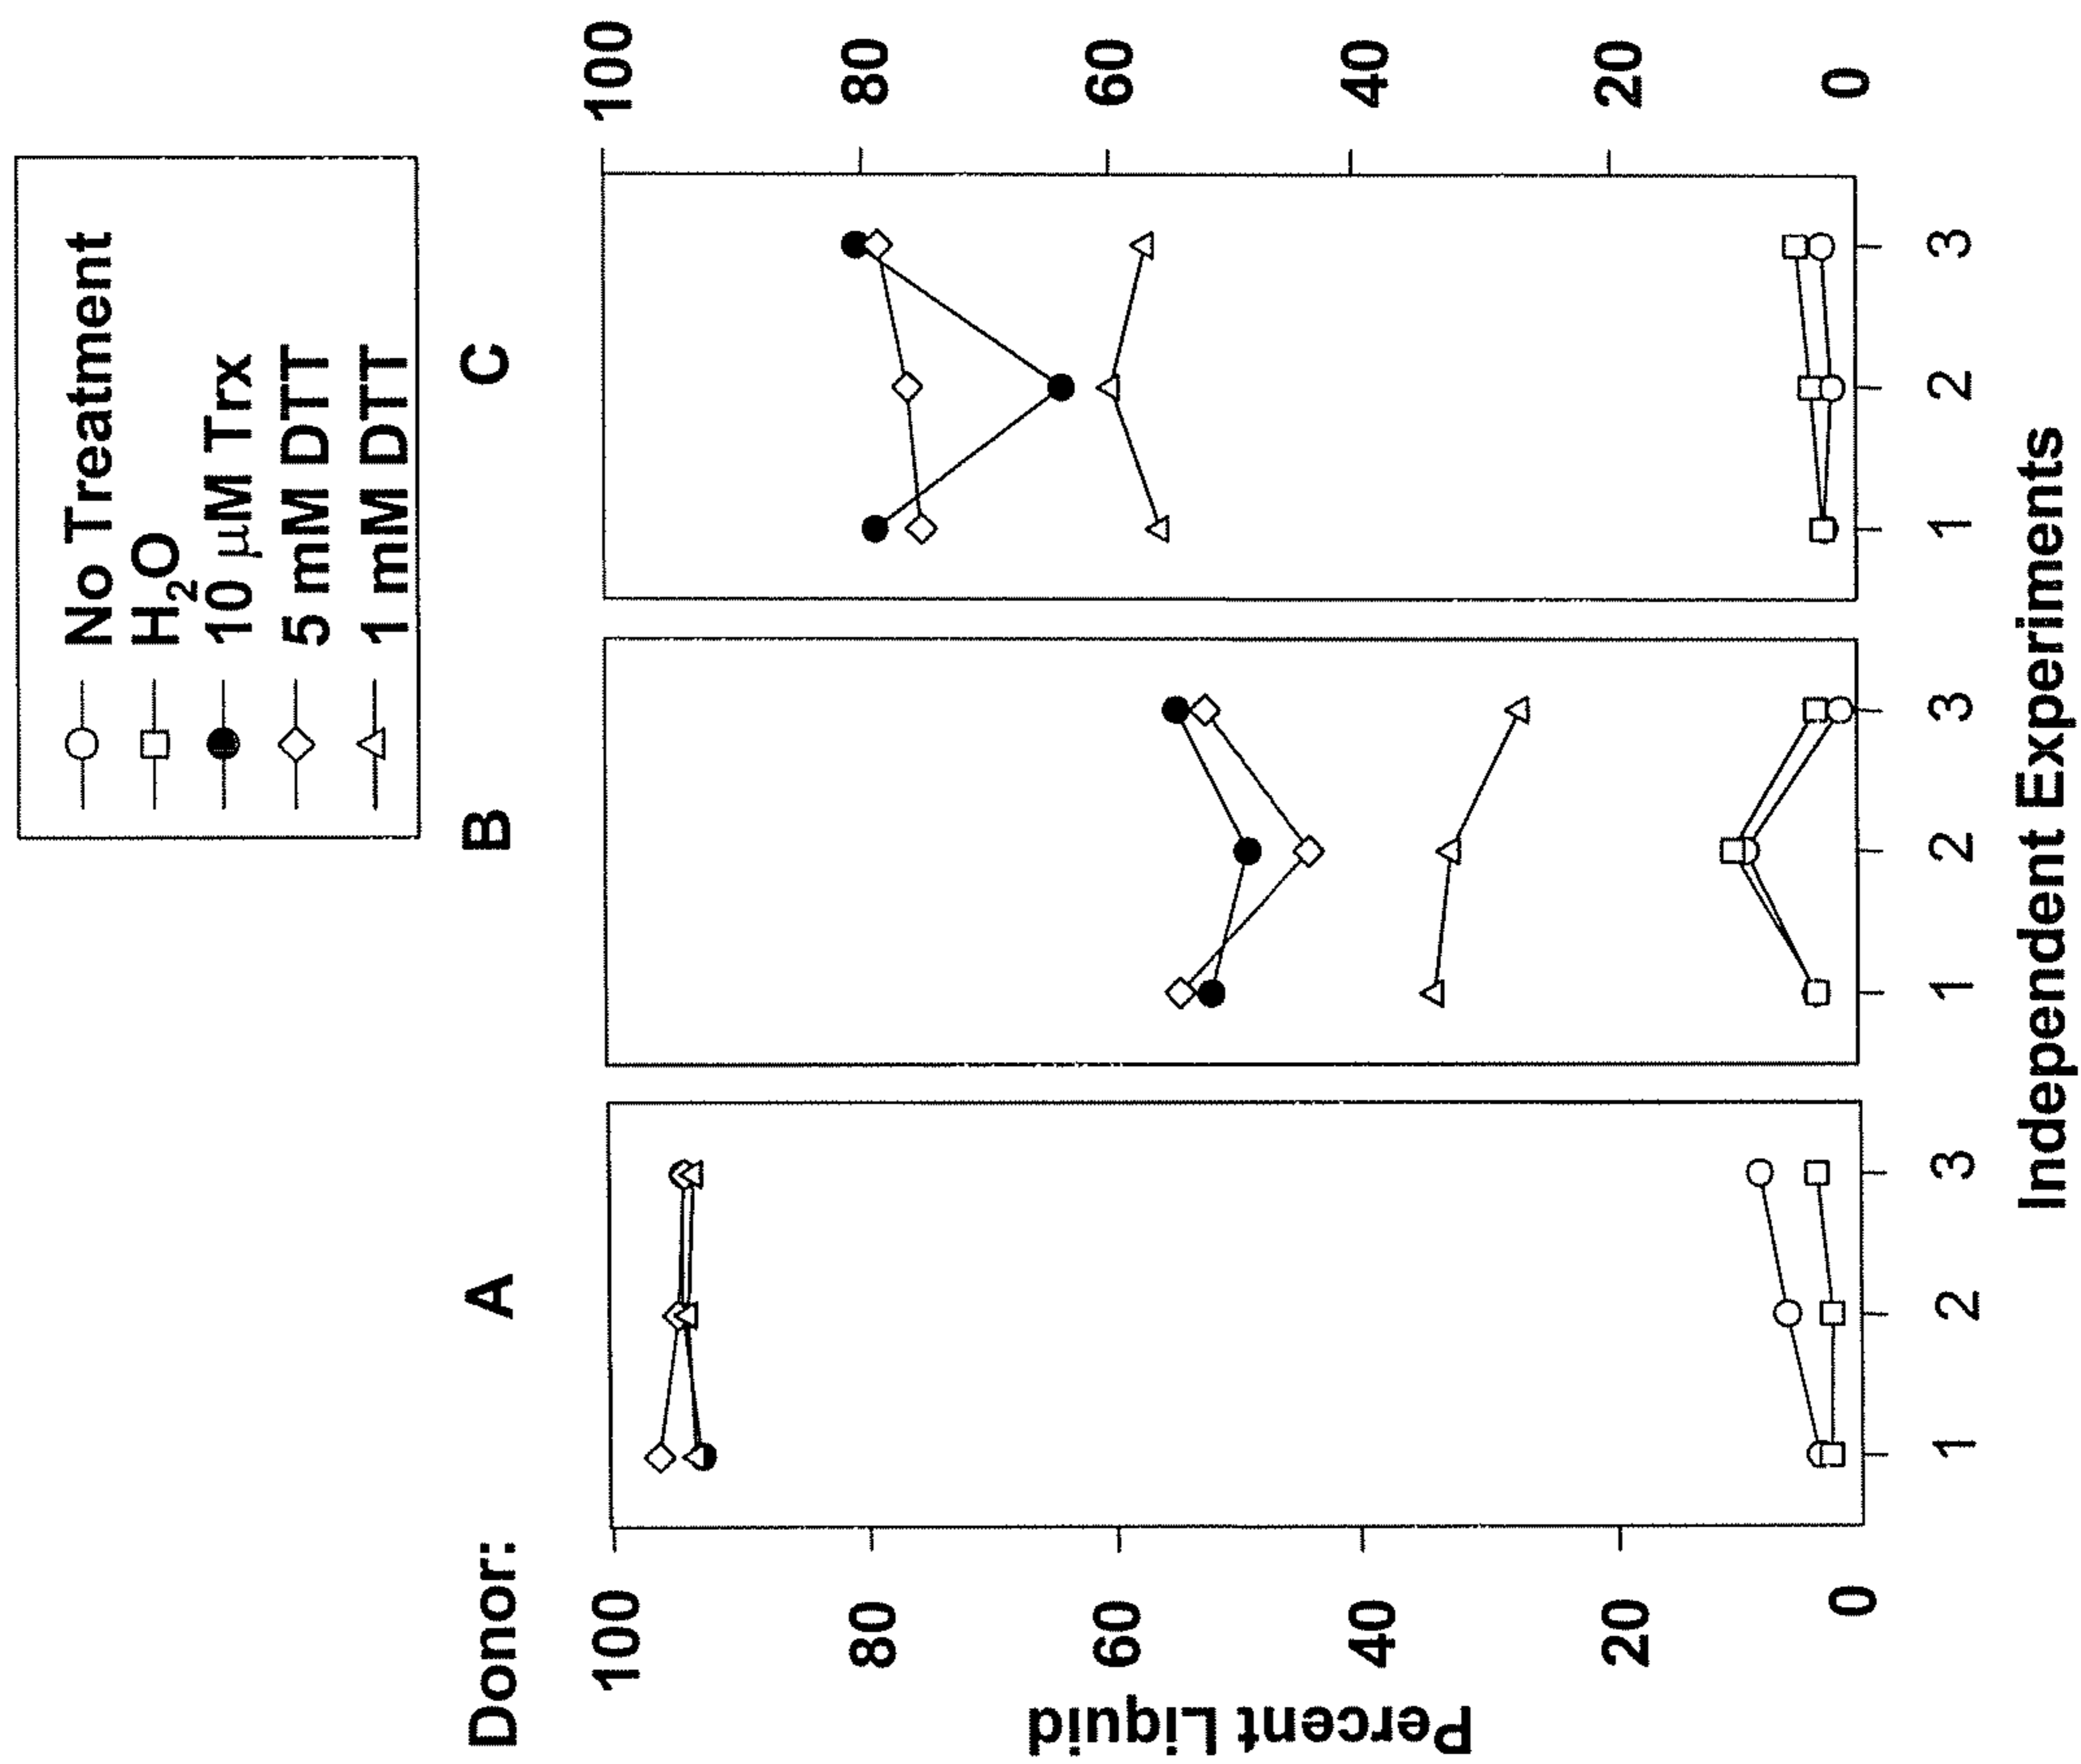 No Treatment
H₂O
10 μM Trx
5 mM DTT
1 mM DTT
Donor: A B C
Percent Liquid
100
80
60
40
20
0
100
80
60
40
20
0
1 2 3
1 2 3
1 2 3
Independent Experiments